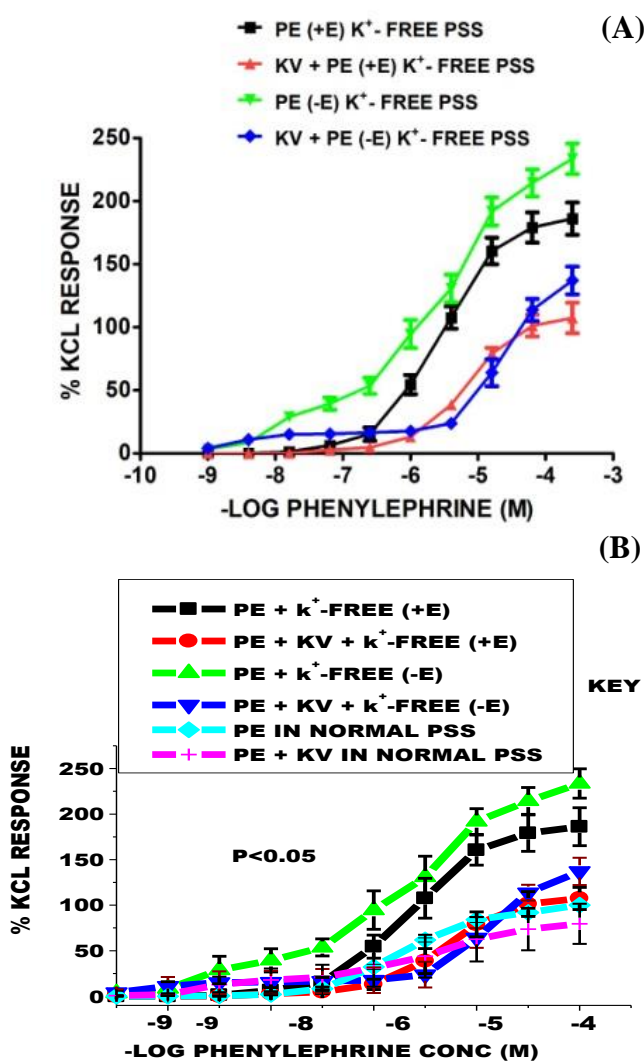 (A)
PE (+E) K⁺- FREE PSS
KV + PE (+E) K⁺- FREE PSS
PE (-E) K⁺- FREE PSS
KV + PE (-E) K⁺- FREE PSS
% KCL RESPONSE
250
200
150
100
50
0
-10 -9 -8 -7 -6 -5 -4 -3
-LOG PHENYLEPHRINE (M)
(B)
PE + k⁺-FREE (+E)
PE + KV + k⁺-FREE (+E)
PE + k⁺-FREE (-E)
PE + KV + k⁺-FREE (-E)
PE IN NORMAL PSS
PE + KV IN NORMAL PSS
KEY
% KCL RESPONSE
250
200
150
100
50
0
P<0.05
-9 -9 -8 -6 -5 -4
-LOG PHENYLEPHRINE CONC (M)